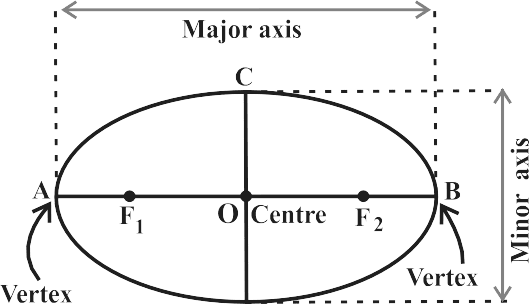 Major axis
C
A
B
F1
O
Centre
F2
Minor axis
Vertex
Vertex